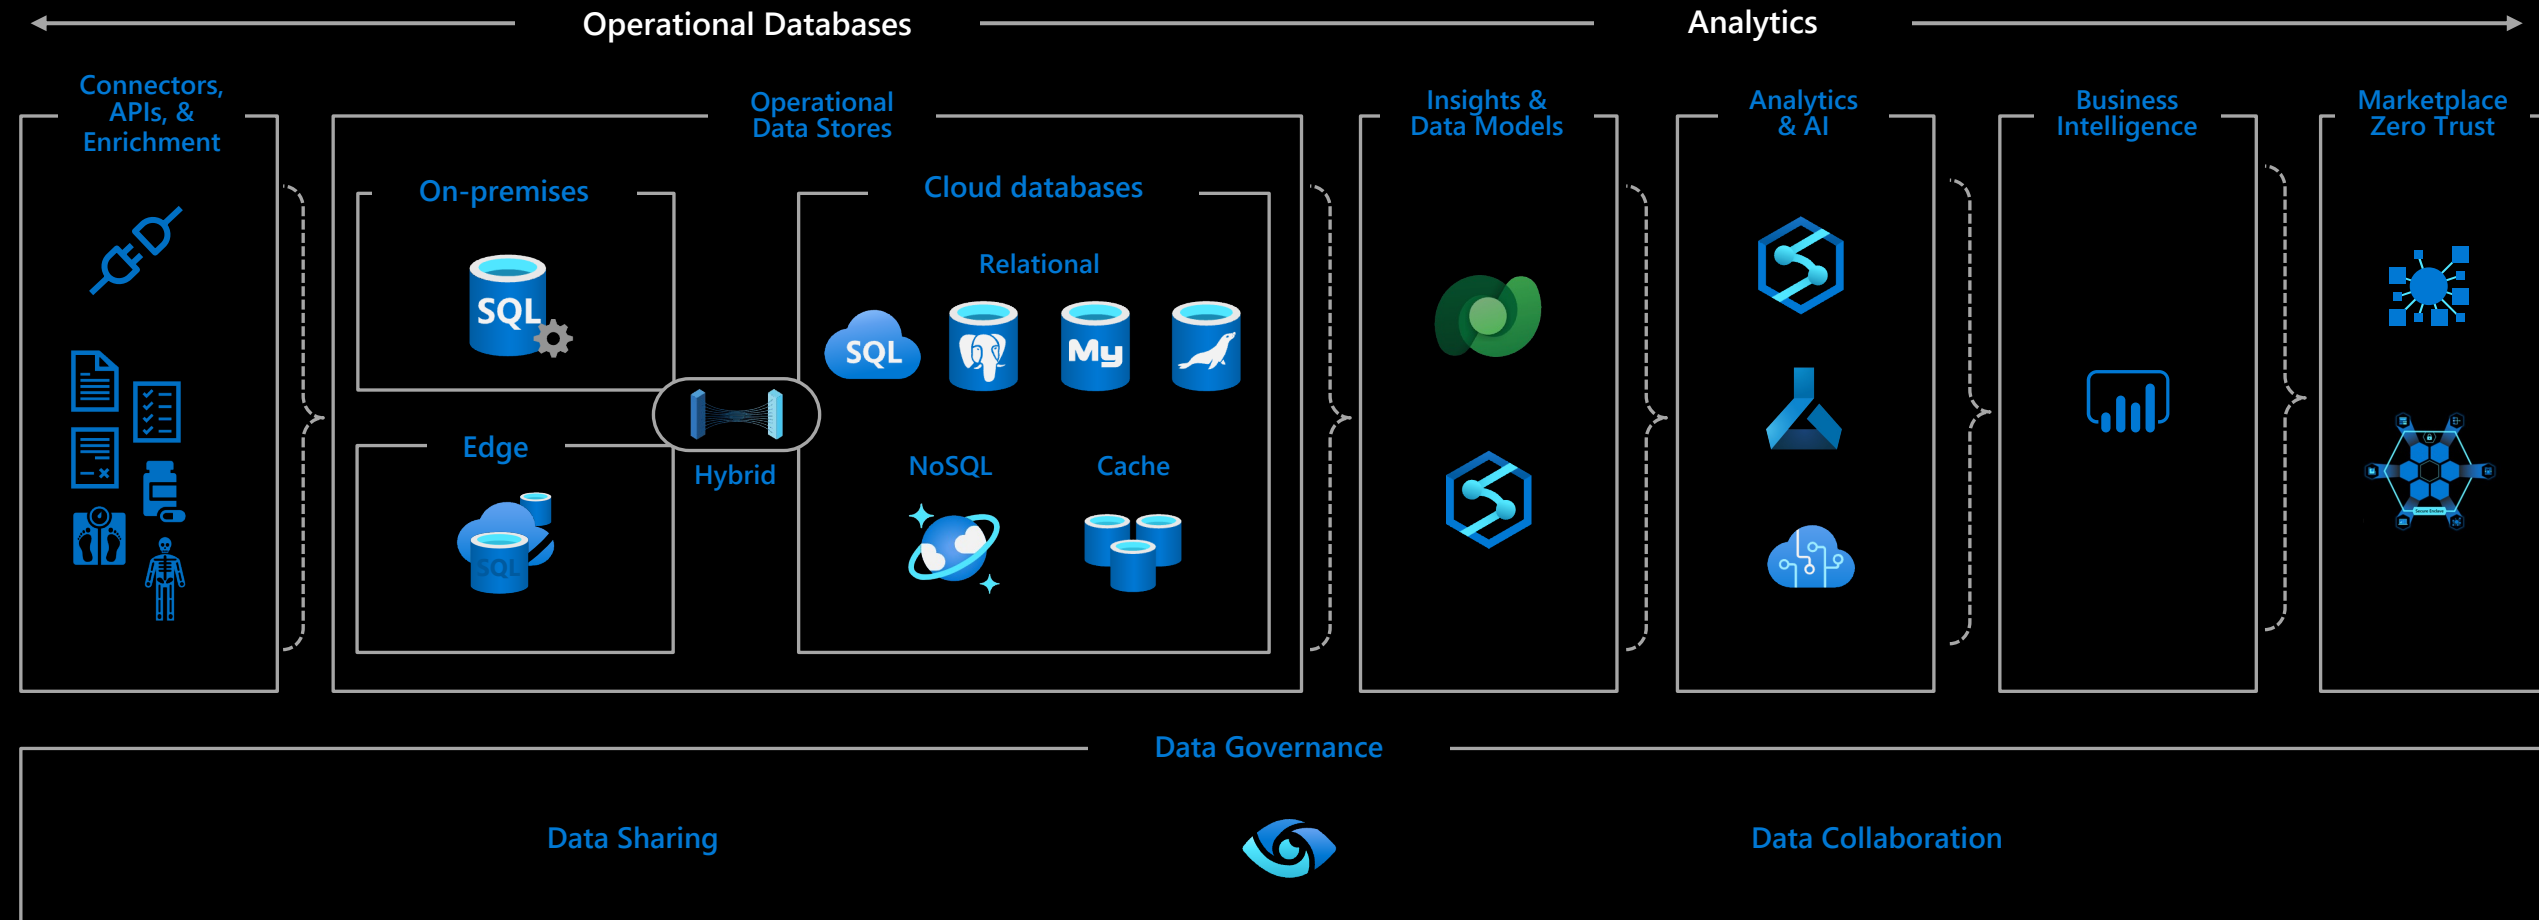 Operational Databases
Analytics
Connectors,
APIs, &
Enrichment
Operational
Data Stores
Insights &
Data Models
Analytics
& AI
Business
Intelligence
Marketplace
Zero Trust
On-premises
SQL
Edge
SQL
Hybrid
Cloud databases
Relational
SQL
My
NoSQL
Cache
Secure Enclave
Data Governance
Data Sharing
Data Collaboration